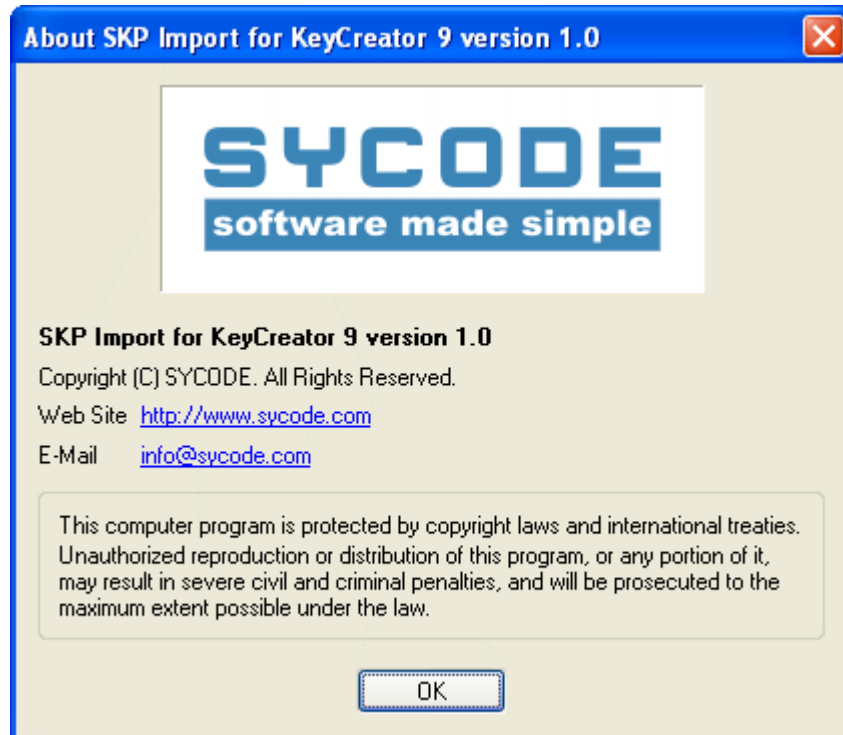 About SKP Import for KeyCreator 9 version 1.0
SYCODE
software made simple
SKP Import for KeyCreator 9 version 1.0
Copyright (C) SYCODE. All Rights Reserved.
Web Site http://www.sycode.com
E-Mail info@sycode.com
This computer program is protected by copyright laws and international treaties.
Unauthorized reproduction or distribution of this program, or any portion of it,
may result in severe civil and criminal penalties, and will be prosecuted to the
maximum extent possible under the law.
OK